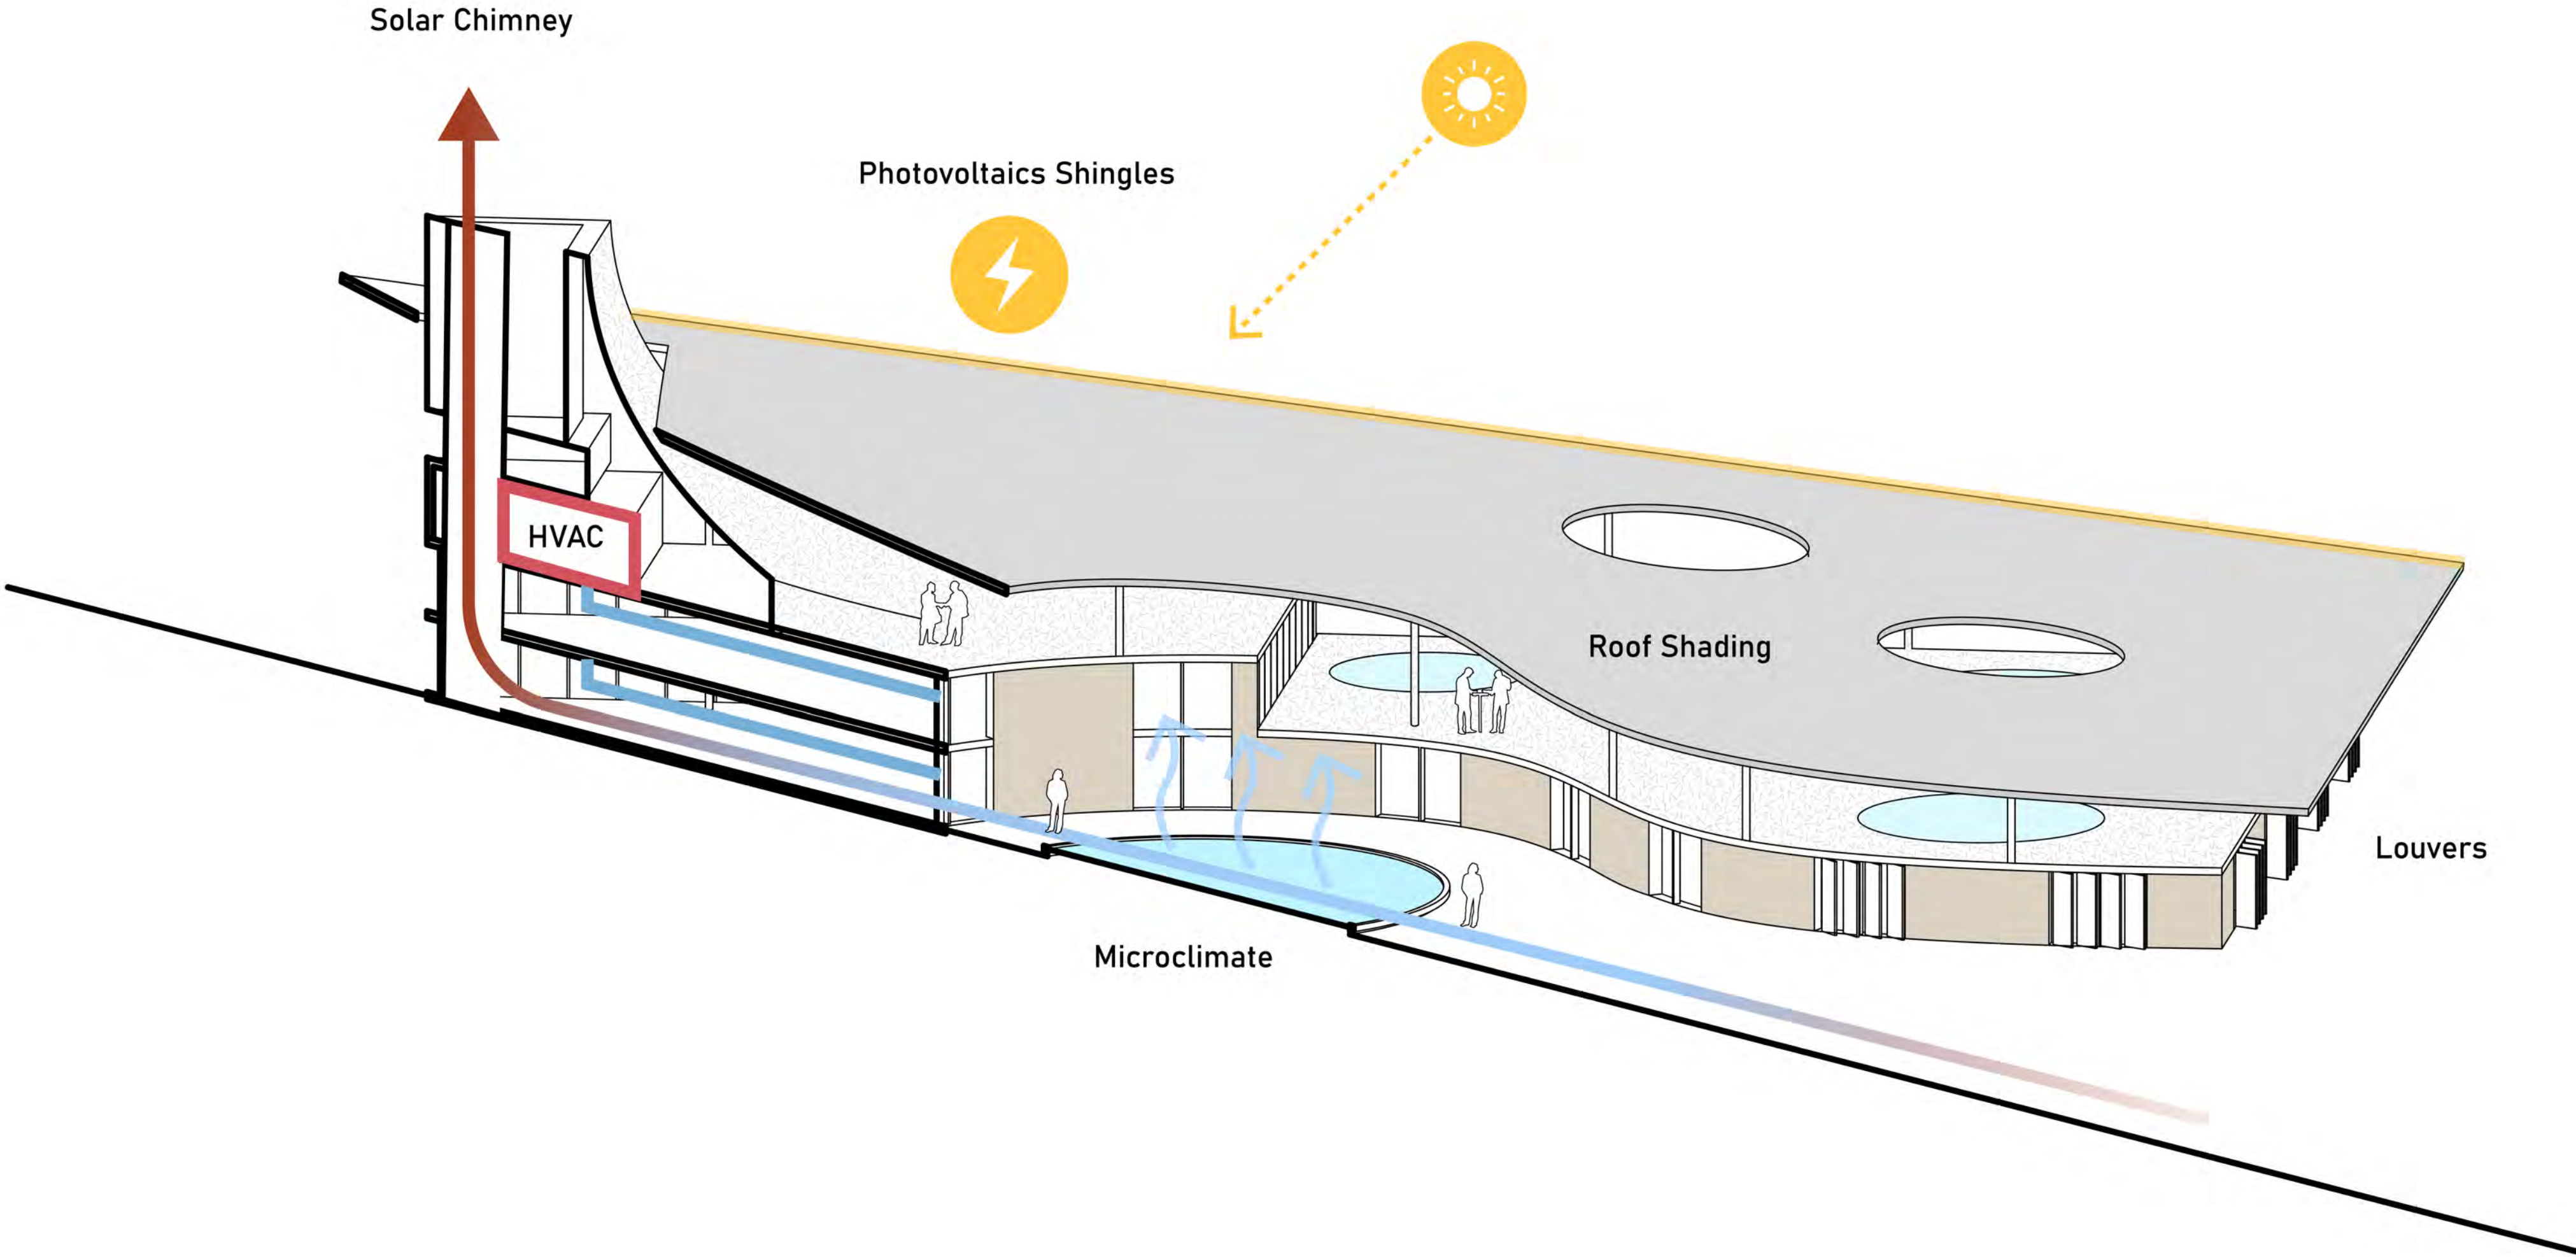 Solar Chimney
Photovoltaics Shingles
HVAC
Roof Shading
Louvers
Microclimate